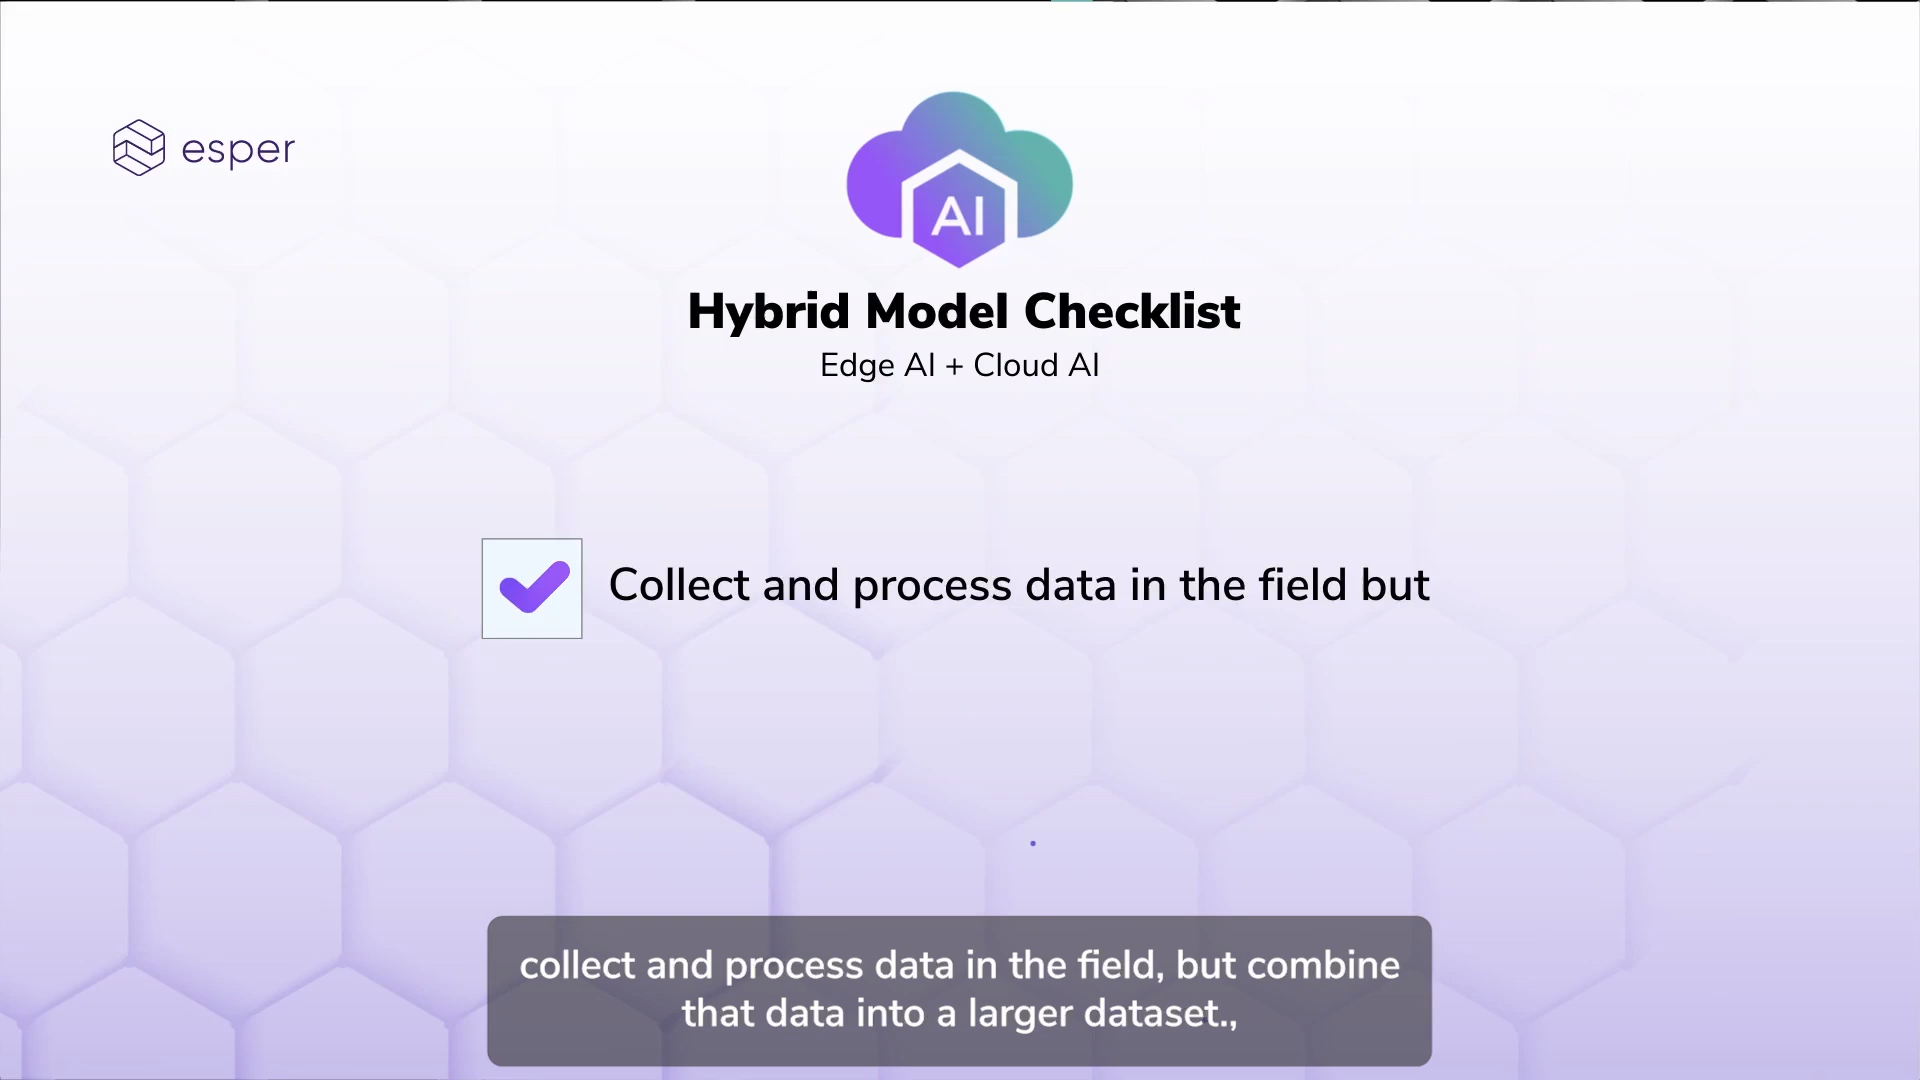 esper
AI
Hybrid Model Checklist
Edge AI + Cloud AI
Collect and process data in the field but
collect and process data in the field, but combine
that data into a larger dataset.,